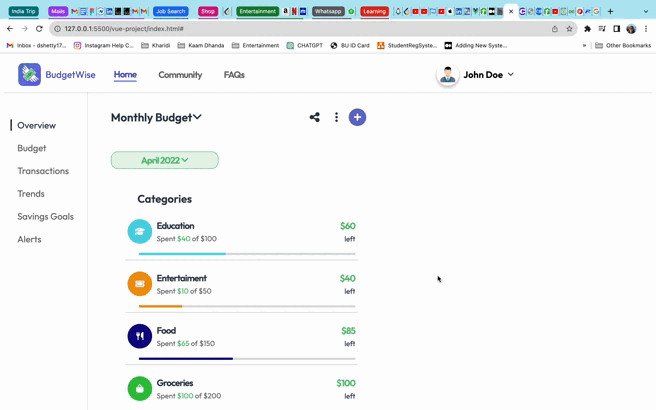 India Trip Mails Job Search Shop Entertainment Whatsapp Learning
127.0.0.1:5500/vue-project/index.html#
Inbox - dshetty17... Instagram Help C... Kharidi Kaam Dhanda Entertainment CHATGPT BU ID Card StudentRegSyste... Adding New Syste... » Other Bookmarks
BudgetWise Home Community FAQs John Doe
Overview
Budget
Transactions
Trends
Savings Goals
Alerts
Monthly Budget
April 2022
Categories
Education $60
Spent $40 of $100 left
Entertaiment $40
Spent $10 of $50 left
Food $85
Spent $65 of $150 left
Groceries $100
Spent $100 of $200 left